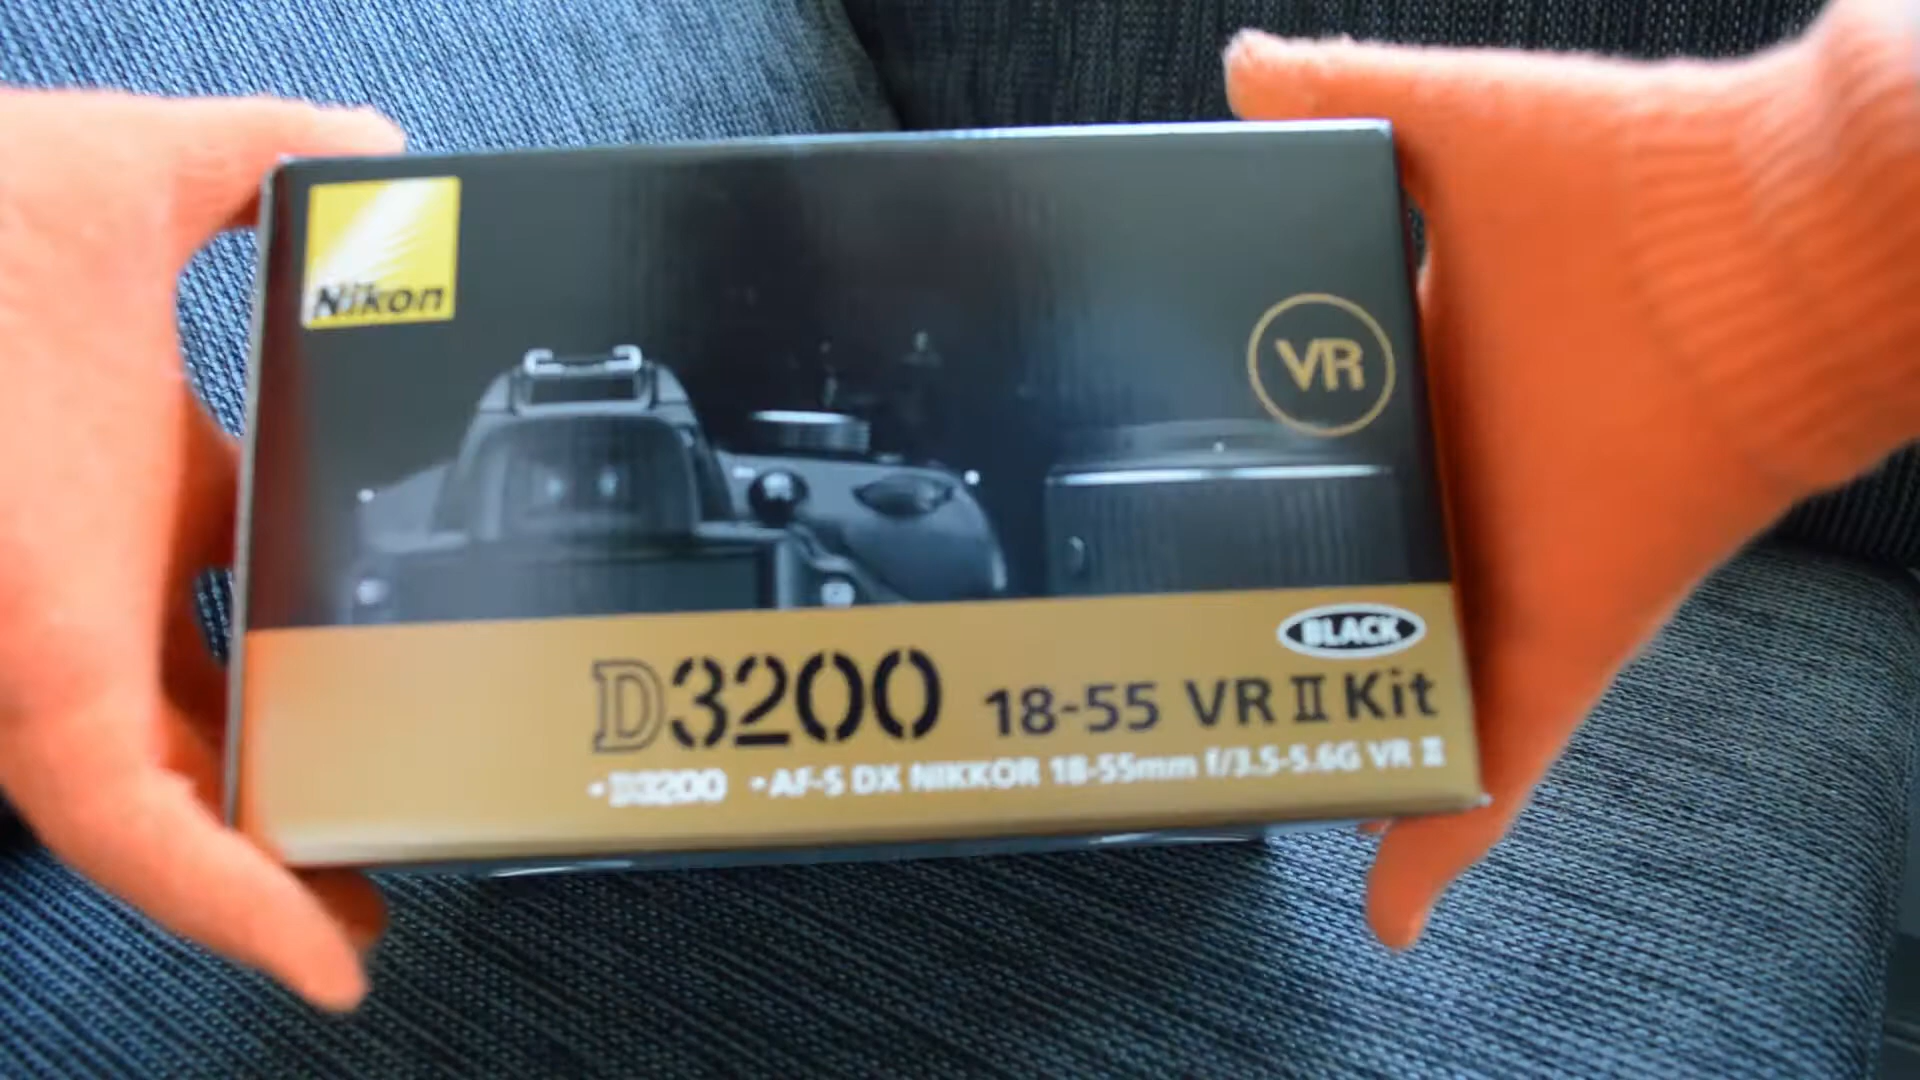 Nikon
VR
BLACK
D3200 18-55 VR II Kit
•D3200 •AF-S DX NIKKOR 18-55mm f/3.5-5.6G VR II